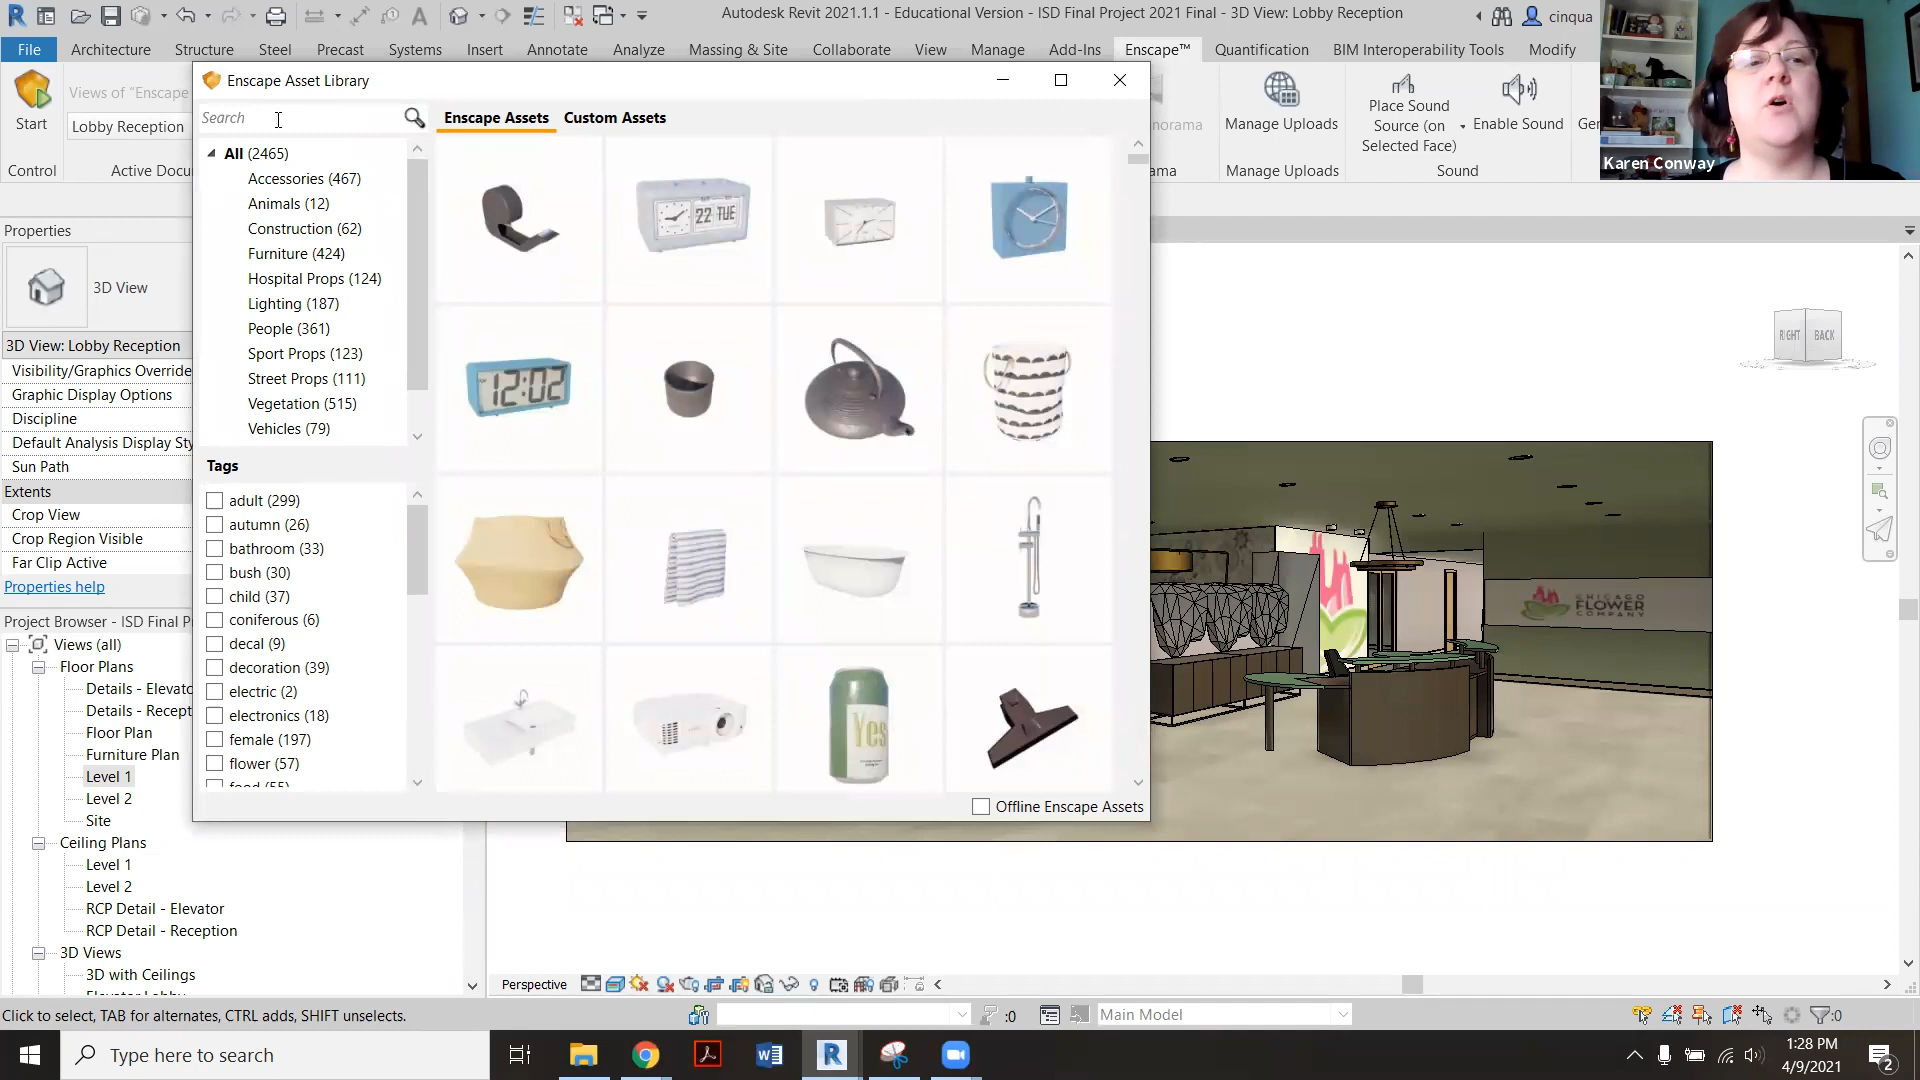 Autodesk Revit 2021.1.1 - Educational Version - ISD Final Project 2021 Final - 3D View: Lobby Reception
cinqua
File Architecture Structure Steel Precast Systems Insert Annotate Analyze Massing & Site Collaborate View Manage Add-Ins Enscape™ Quantification BIM Interoperability Tools Modify
Start
Views of "Enscape
Lobby Reception
Control
Active Docu
norama
rama
Manage Uploads
Manage Uploads
Place Sound
Source (on
Selected Face)
Enable Sound
Sound
Gen
Karen Conway
Enscape Asset Library
Search
Enscape Assets Custom Assets
All (2465)
Accessories (467)
Animals (12)
Construction (62)
Furniture (424)
Hospital Props (124)
Lighting (187)
People (361)
Sport Props (123)
Street Props (111)
Vegetation (515)
Vehicles (79)
Tags
adult (299)
autumn (26)
bathroom (33)
bush (30)
child (37)
coniferous (6)
decal (9)
decoration (39)
electric (2)
electronics (18)
female (197)
flower (57)
food (55)
22 TUE
12:02
Yes
Offline Enscape Assets
Properties
3D View
3D View: Lobby Reception
Visibility/Graphics Override
Graphic Display Options
Discipline
Default Analysis Display Sty
Sun Path
Extents
Crop View
Crop Region Visible
Far Clip Active
Properties help
Project Browser - ISD Final P
Views (all)
Floor Plans
Details - Elevato
Details - Recept
Floor Plan
Furniture Plan
Level 1
Level 2
Site
Ceiling Plans
Level 1
Level 2
RCP Detail - Elevator
RCP Detail - Reception
3D Views
3D with Ceilings
Elevator Lobby
RIGHT BACK
CHICAGO
FLOWER
COMPANY
Perspective
Click to select, TAB for alternates, CTRL adds, SHIFT unselects.
:0
Main Model
:0
Type here to search
1:28 PM
4/9/2021
2